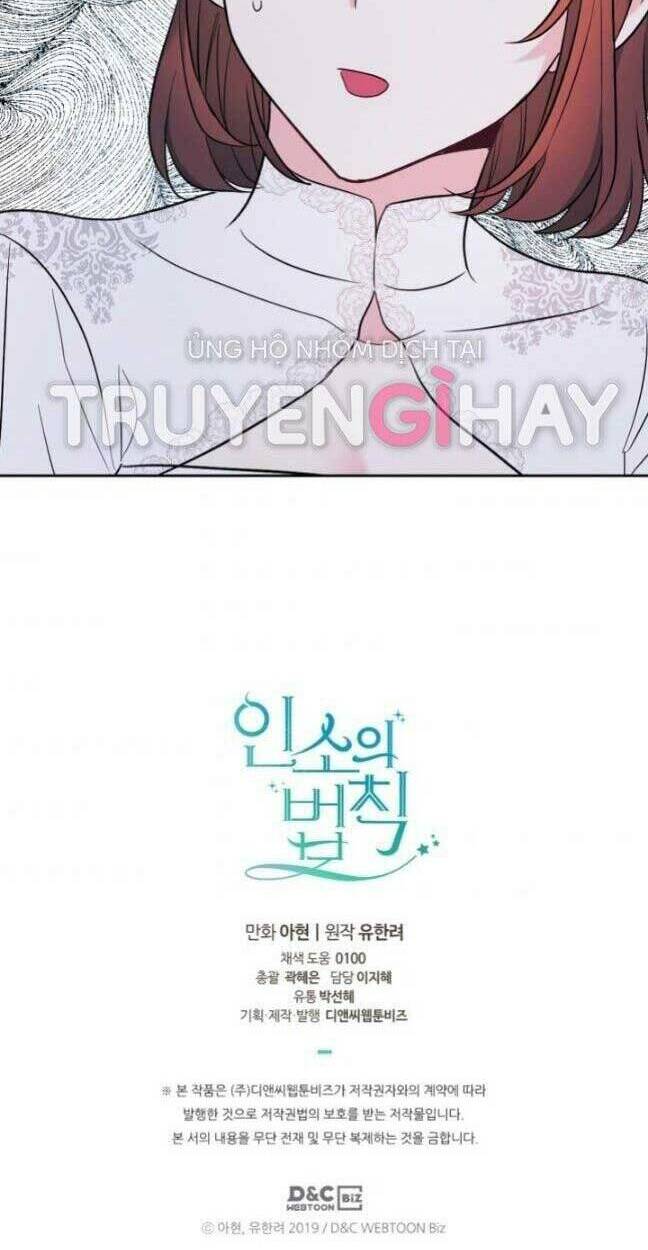 ỦNG HỘ NHÓM DỊCH TẠI
TRUYENGÌHAY
인소의
법칙
만화 아현 | 원작 유한려
채색 도움 0100
총괄 곽혜은 담당 이지혜
유통 박선혜
기획·제작·발행 디앤씨웹툰비즈
※ 본 작품은 (주)디앤씨웹툰비즈가 저작권자와의 계약에 따라
발행한 것으로 저작권법의 보호를 받는 저작물입니다.
본 서의 내용을 무단 전재 및 무단 복제하는 것을 금합니다.
D&C
WEBTOON BiZ
ⓒ 아현, 유한려 2019 / D&C WEBTOON Biz